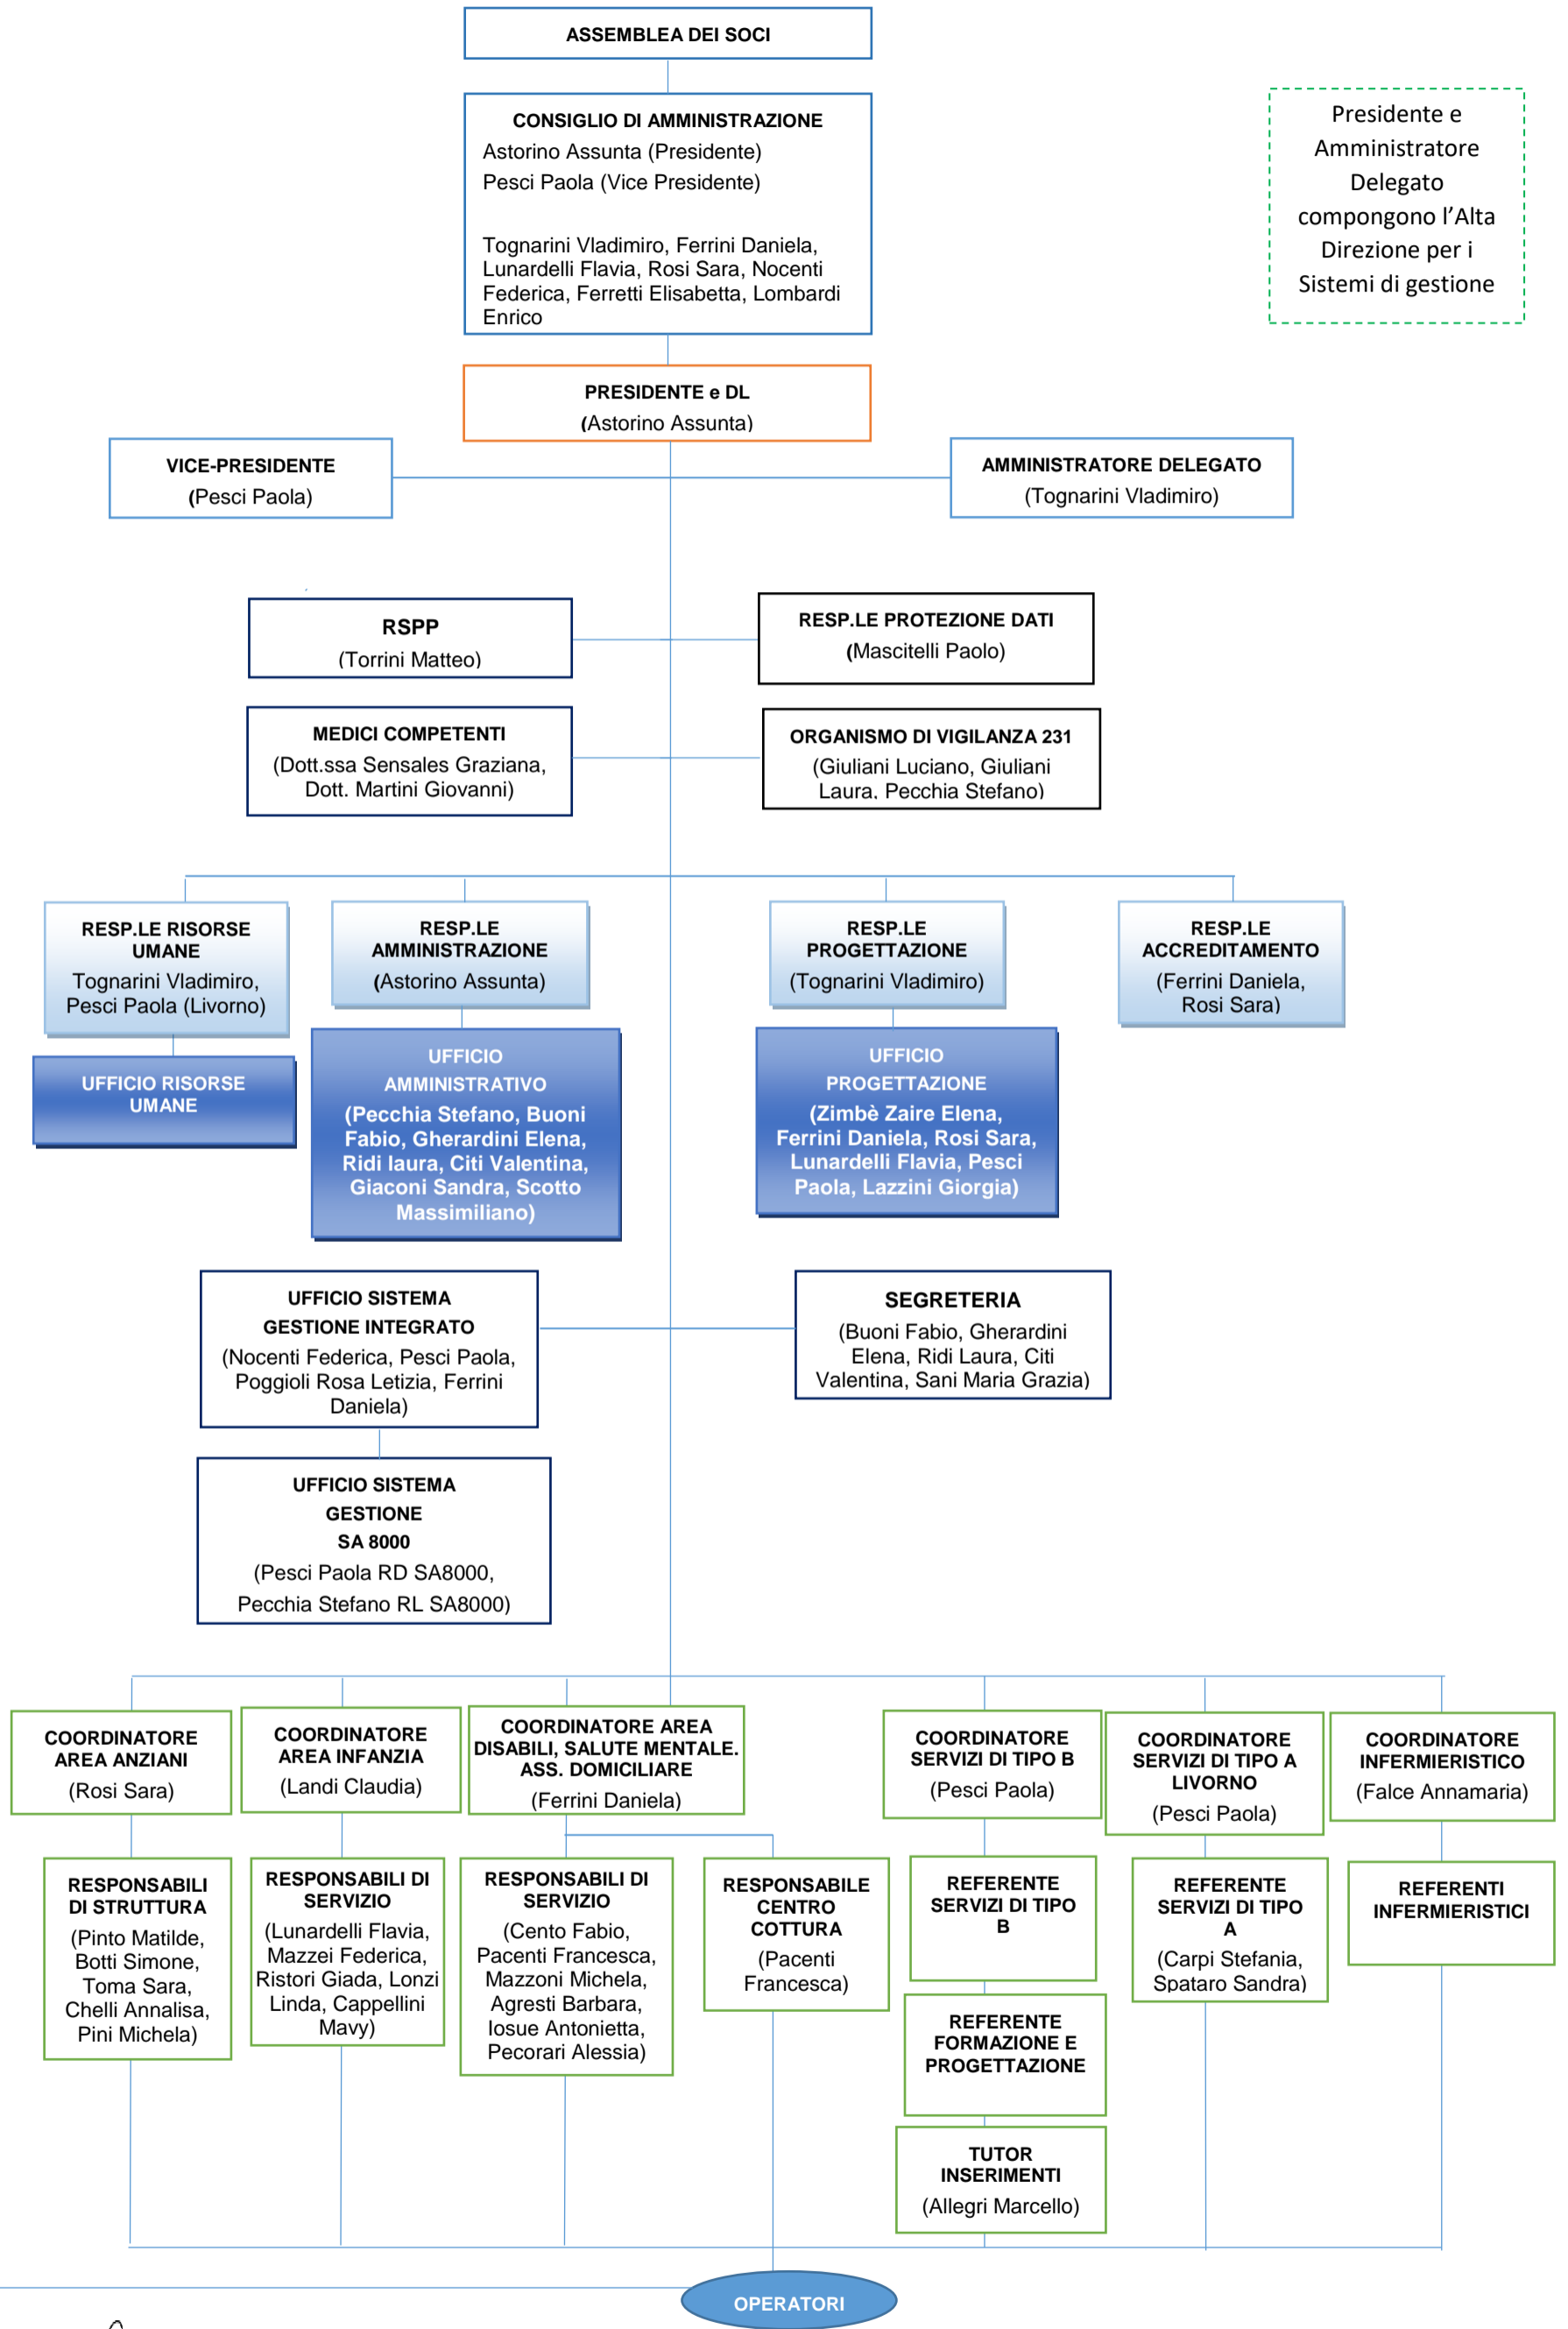 ASSEMBLEA DEI SOCI
CONSIGLIO DI AMMINISTRAZIONE
Astorino Assunta (Presidente)
Pesci Paola (Vice Presidente)
Tognarini Vladimiro, Ferrini Daniela,
Lunardelli Flavia, Rosi Sara, Nocenti
Federica, Ferretti Elisabetta, Lombardi
Enrico
Presidente e
Amministratore
Delegato
compongono l'Alta
Direzione per i
Sistemi di gestione
PRESIDENTE e DL
(Astorino Assunta)
VICE-PRESIDENTE
(Pesci Paola)
AMMINISTRATORE DELEGATO
(Tognarini Vladimiro)
RSPP
(Torrini Matteo)
RESP.LE PROTEZIONE DATI
(Mascitelli Paolo)
MEDICI COMPETENTI
(Dott.ssa Sensales Graziana,
Dott. Martini Giovanni)
ORGANISMO DI VIGILANZA 231
(Giuliani Luciano, Giuliani
Laura, Pecchia Stefano)
RESP.LE RISORSE
UMANE
Tognarini Vladimiro,
Pesci Paola (Livorno)
RESP.LE
AMMINISTRAZIONE
(Astorino Assunta)
RESP.LE
PROGETTAZIONE
(Tognarini Vladimiro)
RESP.LE
ACCREDITAMENTO
(Ferrini Daniela,
Rosi Sara)
UFFICIO RISORSE
UMANE
UFFICIO
AMMINISTRATIVO
(Pecchia Stefano, Buoni
Fabio, Gherardini Elena,
Ridi laura, Citi Valentina,
Giaconi Sandra, Scotto
Massimiliano)
UFFICIO
PROGETTAZIONE
(Zimbè Zaire Elena,
Ferrini Daniela, Rosi Sara,
Lunardelli Flavia, Pesci
Paola, Lazzini Giorgia)
UFFICIO SISTEMA
GESTIONE INTEGRATO
(Nocenti Federica, Pesci Paola,
Poggioli Rosa Letizia, Ferrini
Daniela)
SEGRETERIA
(Buoni Fabio, Gherardini
Elena, Ridi Laura, Citi
Valentina, Sani Maria Grazia)
UFFICIO SISTEMA
GESTIONE
SA 8000
(Pesci Paola RD SA8000,
Pecchia Stefano RL SA8000)
COORDINATORE
AREA ANZIANI
(Rosi Sara)
COORDINATORE
AREA INFANZIA
(Landi Claudia)
COORDINATORE AREA
DISABILI, SALUTE MENTALE.
ASS. DOMICILIARE
(Ferrini Daniela)
COORDINATORE
SERVIZI DI TIPO B
(Pesci Paola)
COORDINATORE
SERVIZI DI TIPO A
LIVORNO
(Pesci Paola)
COORDINATORE
INFERMIERISTICO
(Falce Annamaria)
RESPONSABILI
DI STRUTTURA
(Pinto Matilde,
Botti Simone,
Toma Sara,
Chelli Annalisa,
Pini Michela)
RESPONSABILI DI
SERVIZIO
(Lunardelli Flavia,
Mazzei Federica,
Ristori Giada, Lonzi
Linda, Cappellini
Mavy)
RESPONSABILI DI
SERVIZIO
(Cento Fabio,
Pacenti Francesca,
Mazzoni Michela,
Agresti Barbara,
Iosue Antonietta,
Pecorari Alessia)
RESPONSABILE
CENTRO
COTTURA
(Pacenti
Francesca)
REFERENTE
SERVIZI DI TIPO
B
REFERENTE
SERVIZI DI TIPO
A
(Carpi Stefania,
Spataro Sandra)
REFERENTI
INFERMIERISTICI
REFERENTE
FORMAZIONE E
PROGETTAZIONE
TUTOR
INSERIMENTI
(Allegri Marcello)
OPERATORI